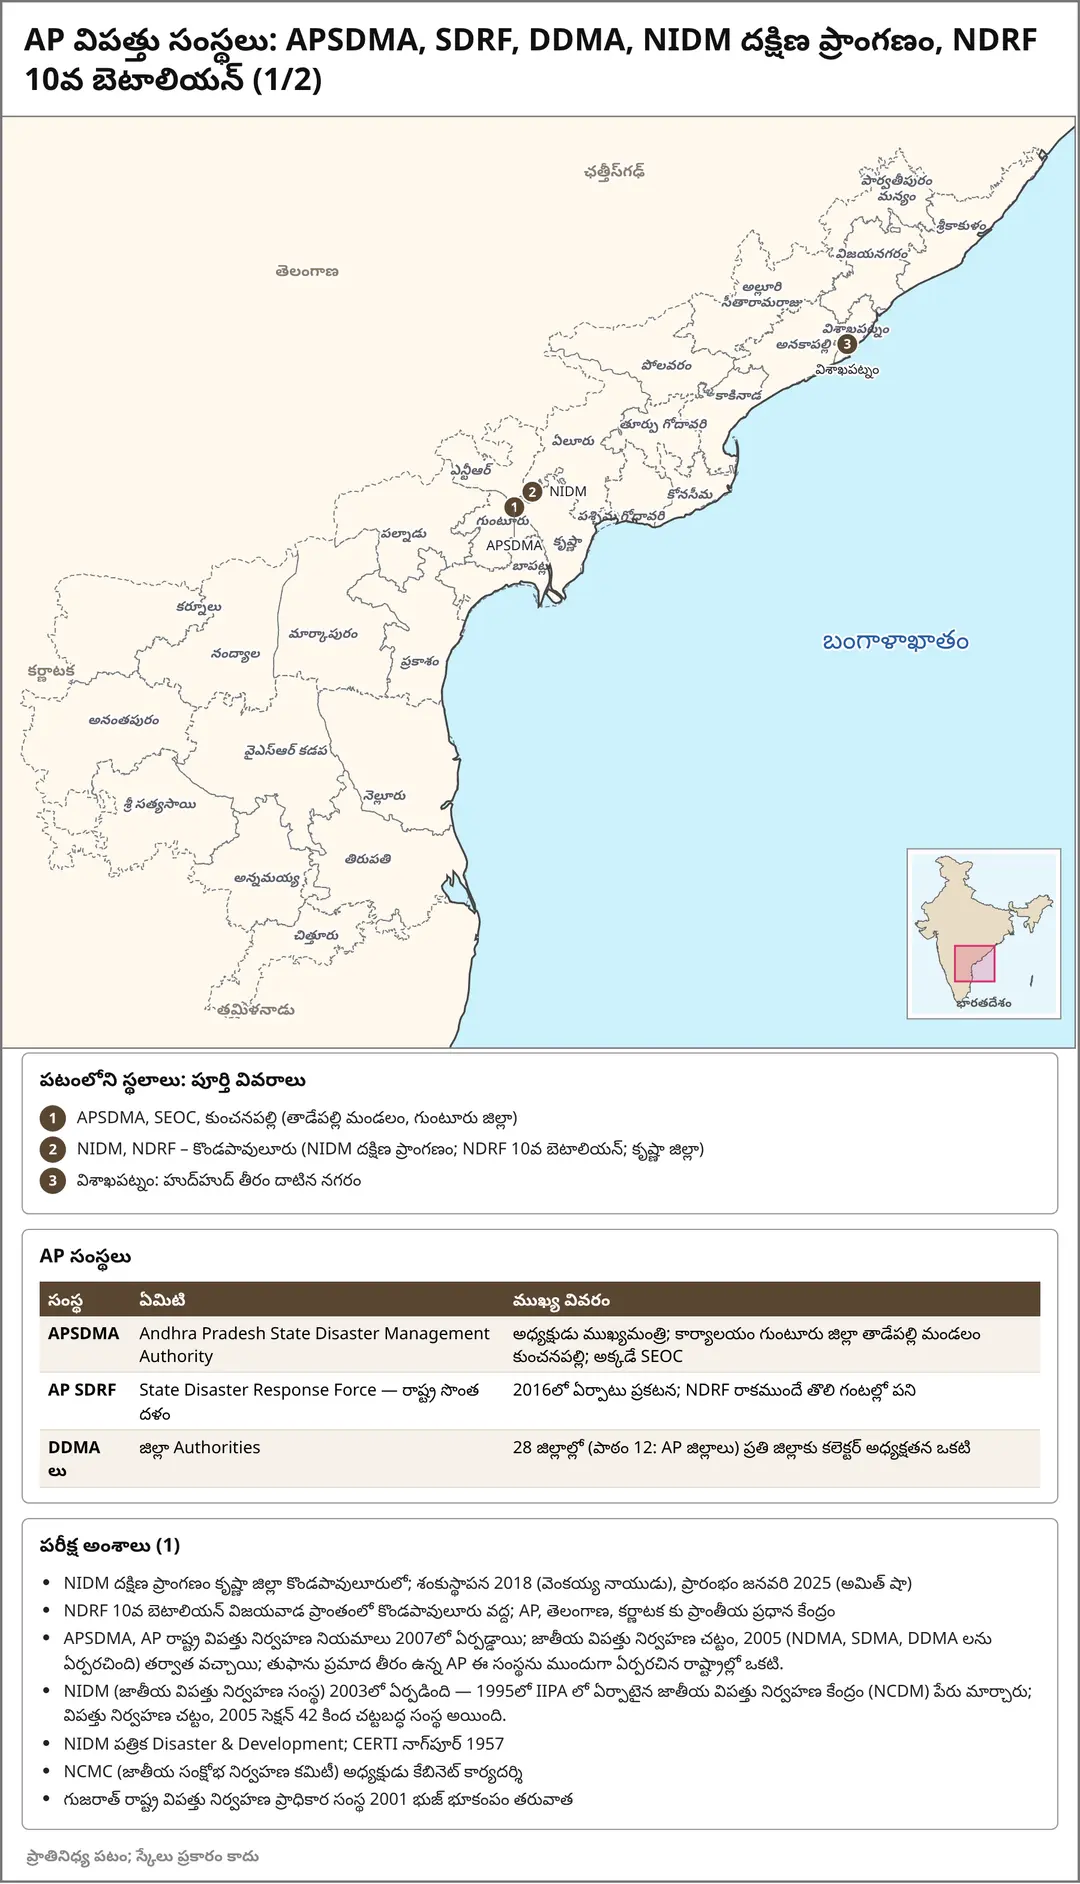 AP విపత్తు సంస్థలు: APSDMA, SDRF, DDMA, NIDM దక్షిణ ప్రాంగణం, NDRF
10వ బెటాలియన్ (1/2)
ఛత్తీస్‌గఢ్
పార్వతీపురం
మన్యం
శ్రీకాకుళం
విజయనగరం
తెలంగాణ
అల్లూరి
సీతారామరాజు
విశాఖపట్నం
అనకాపల్లి
3
విశాఖపట్నం
పోలవరం
కాకినాడ
తూర్పు గోదావరి
ఏలూరు
ఎన్టీఆర్
2
NIDM
కోనసీమ
1
గుంటూరు
పశ్చిమ గోదావరి
పల్నాడు
APSDMA
కృష్ణా
బాపట్ల
కర్నూలు
మార్కాపురం
బంగాళాఖాతం
నంద్యాల
ప్రకాశం
కర్ణాటక
అనంతపురం
వైఎస్ఆర్ కడప
నెల్లూరు
శ్రీ సత్యసాయి
తిరుపతి
అన్నమయ్య
చిత్తూరు
తమిళనాడు
భారతదేశం
పటంలోని స్థలాలు: పూర్తి వివరాలు
1 APSDMA, SEOC, కుంచనపల్లి (తాడేపల్లి మండలం, గుంటూరు జిల్లా)
2 NIDM, NDRF – కొండపావులూరు (NIDM దక్షిణ ప్రాంగణం; NDRF 10వ బెటాలియన్; కృష్ణా జిల్లా)
3 విశాఖపట్నం: హుద్‌హుద్ తీరం దాటిన నగరం
AP సంస్థలు
సంస్థ ఏమిటి ముఖ్య వివరం
APSDMA Andhra Pradesh State Disaster Management అధ్యక్షుడు ముఖ్యమంత్రి; కార్యాలయం గుంటూరు జిల్లా తాడేపల్లి మండలం
Authority కుంచనపల్లి; అక్కడే SEOC
AP SDRF State Disaster Response Force — రాష్ట్ర సొంత 2016లో ఏర్పాటు ప్రకటన; NDRF రాకముందే తొలి గంటల్లో పని
దళం
DDMA జిల్లా Authorities 28 జిల్లాల్లో (పాఠం 12: AP జిల్లాలు) ప్రతి జిల్లాకు కలెక్టర్ అధ్యక్షతన ఒకటి
లు
పరీక్ష అంశాలు (1)
• NIDM దక్షిణ ప్రాంగణం కృష్ణా జిల్లా కొండపావులూరులో; శంకుస్థాపన 2018 (వెంకయ్య నాయుడు), ప్రారంభం జనవరి 2025 (అమిత్ షా)
• NDRF 10వ బెటాలియన్ విజయవాడ ప్రాంతంలో కొండపావులూరు వద్ద; AP, తెలంగాణ, కర్ణాటక కు ప్రాంతీయ ప్రధాన కేంద్రం
• APSDMA, AP రాష్ట్ర విపత్తు నిర్వహణ నియమాలు 2007లో ఏర్పడ్డాయి; జాతీయ విపత్తు నిర్వహణ చట్టం, 2005 (NDMA, SDMA, DDMA లను
ఏర్పరచింది) తర్వాత వచ్చాయి; తుఫాను ప్రమాద తీరం ఉన్న AP ఈ సంస్థను ముందుగా ఏర్పరచిన రాష్ట్రాల్లో ఒకటి.
• NIDM (జాతీయ విపత్తు నిర్వహణ సంస్థ) 2003లో ఏర్పడింది — 1995లో IIPA లో ఏర్పాటైన జాతీయ విపత్తు నిర్వహణ కేంద్రం (NCDM) పేరు మార్చారు;
విపత్తు నిర్వహణ చట్టం, 2005 సెక్షన్ 42 కింద చట్టబద్ధ సంస్థ అయింది.
• NIDM పత్రిక Disaster & Development; CERTI నాగ్‌పూర్ 1957
• NCMC (జాతీయ సంక్షోభ నిర్వహణ కమిటీ) అధ్యక్షుడు కేబినెట్ కార్యదర్శి
• గుజరాత్ రాష్ట్ర విపత్తు నిర్వహణ ప్రాధికార సంస్థ 2001 భుజ్ భూకంపం తరువాత
ప్రాతినిధ్య పటం; స్కేలు ప్రకారం కాదు